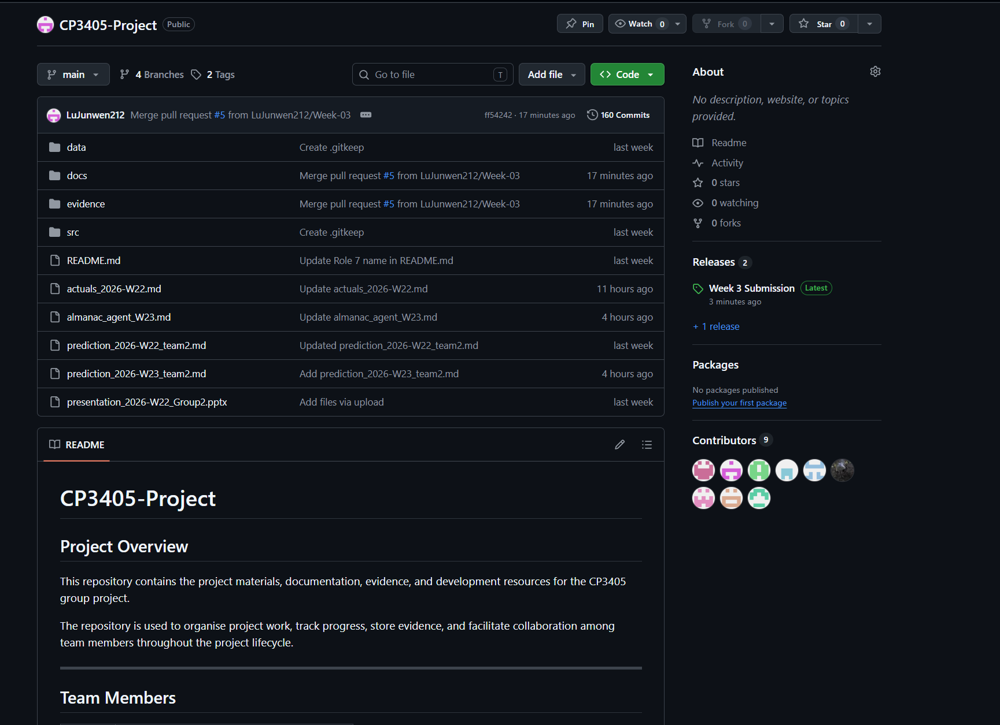 CP3405-Project Public Pin Watch 0 Fork 0 Star 0
main 4 Branches 2 Tags Go to file T Add file Code
LuJunwen212 Merge pull request #5 from LuJunwen212/Week-03 ff54242 · 17 minutes ago 160 Commits
data Create .gitkeep last week
docs Merge pull request #5 from LuJunwen212/Week-03 17 minutes ago
evidence Merge pull request #5 from LuJunwen212/Week-03 17 minutes ago
src Create .gitkeep last week
README.md Update Role 7 name in README.md last week
actuals_2026-W22.md Update actuals_2026-W22.md 11 hours ago
almanac_agent_W23.md Update almanac_agent_W23.md 4 hours ago
prediction_2026-W22_team2.md Updated prediction_2026-W22_team2.md last week
prediction_2026-W23_team2.md Add prediction_2026-W23_team2.md 4 hours ago
presentation_2026-W22_Group2.pptx Add files via upload last week
README
CP3405-Project
Project Overview
This repository contains the project materials, documentation, evidence, and development resources for the CP3405
group project.
The repository is used to organise project work, track progress, store evidence, and facilitate collaboration among
team members throughout the project lifecycle.
Team Members
About
No description, website, or topics
provided.
Readme
Activity
0 stars
0 watching
0 forks
Releases 2
Week 3 Submission Latest
3 minutes ago
+ 1 release
Packages
No packages published
Publish your first package
Contributors 9